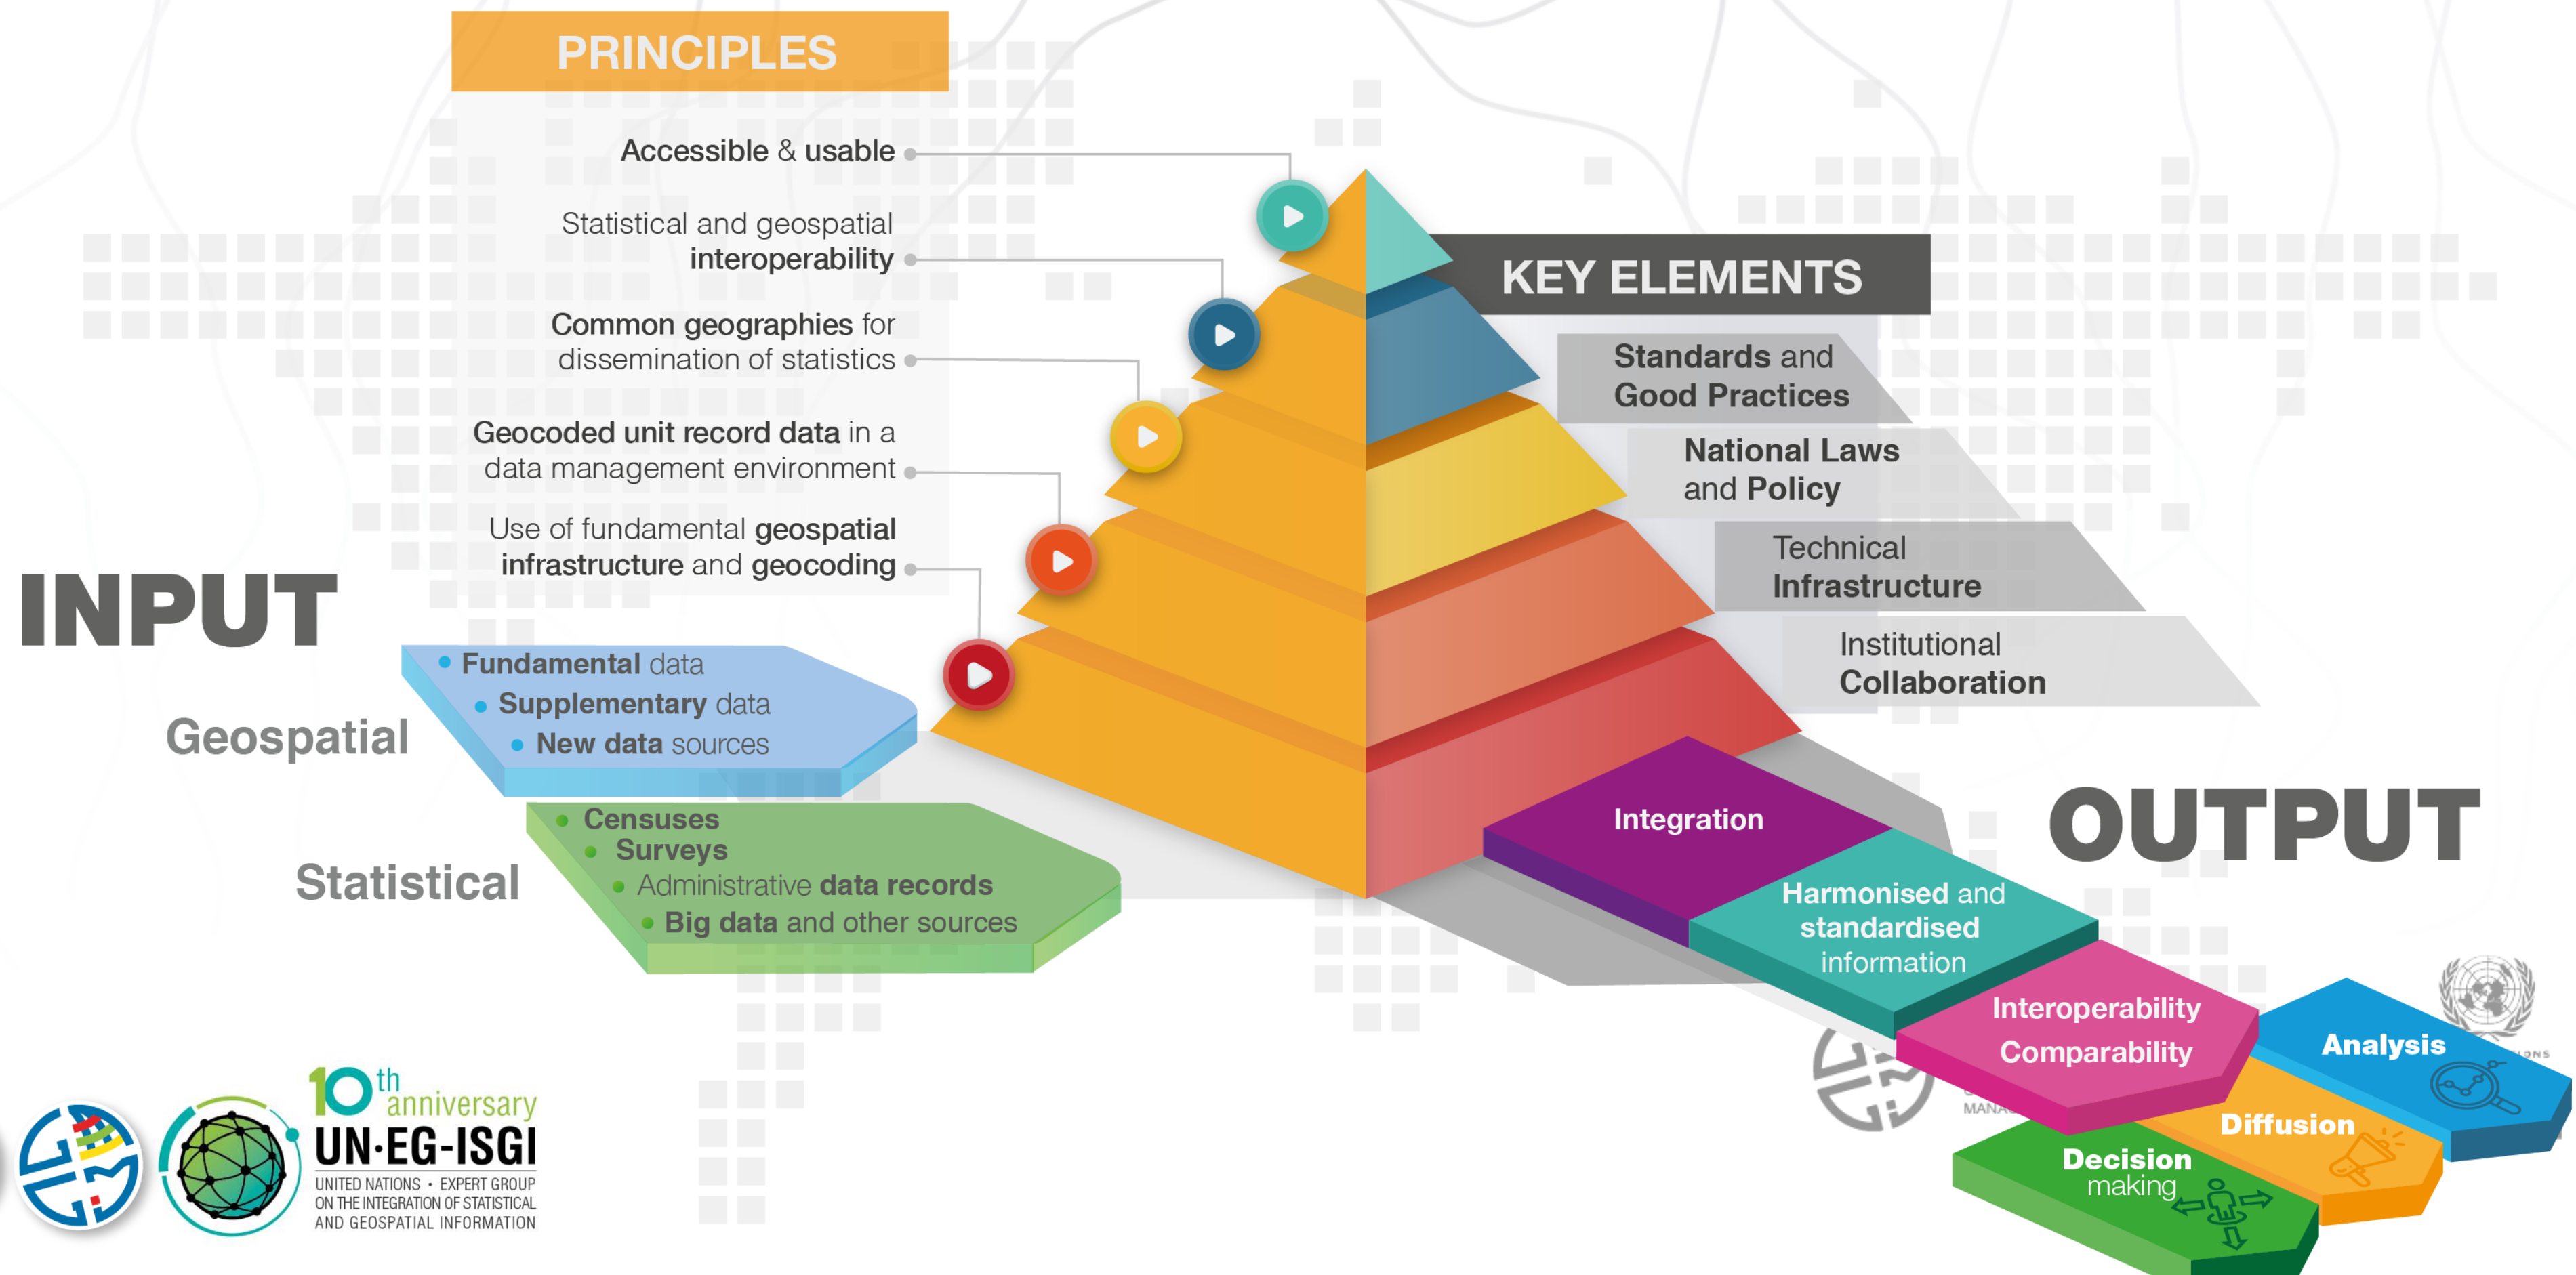 PRINCIPLES
Accessible & usable
Statistical and geospatial
interoperability
Common geographies for
dissemination of statistics
Geocoded unit record data in a
data management environment
Use of fundamental geospatial
infrastructure and geocoding
KEY ELEMENTS
Standards and
Good Practices
National Laws
and Policy
Technical
Infrastructure
Institutional
Collaboration
INPUT
Geospatial
Fundamental data
Supplementary data
New data sources
Statistical
Censuses
Surveys
Administrative data records
Big data and other sources
OUTPUT
Integration
Harmonised and
standardised
information
Interoperability
Comparability
Analysis
Diffusion
Decision
making
10th
anniversary
UN·EG-ISGI
UNITED NATIONS • EXPERT GROUP
ON THE INTEGRATION OF STATISTICAL
AND GEOSPATIAL INFORMATION